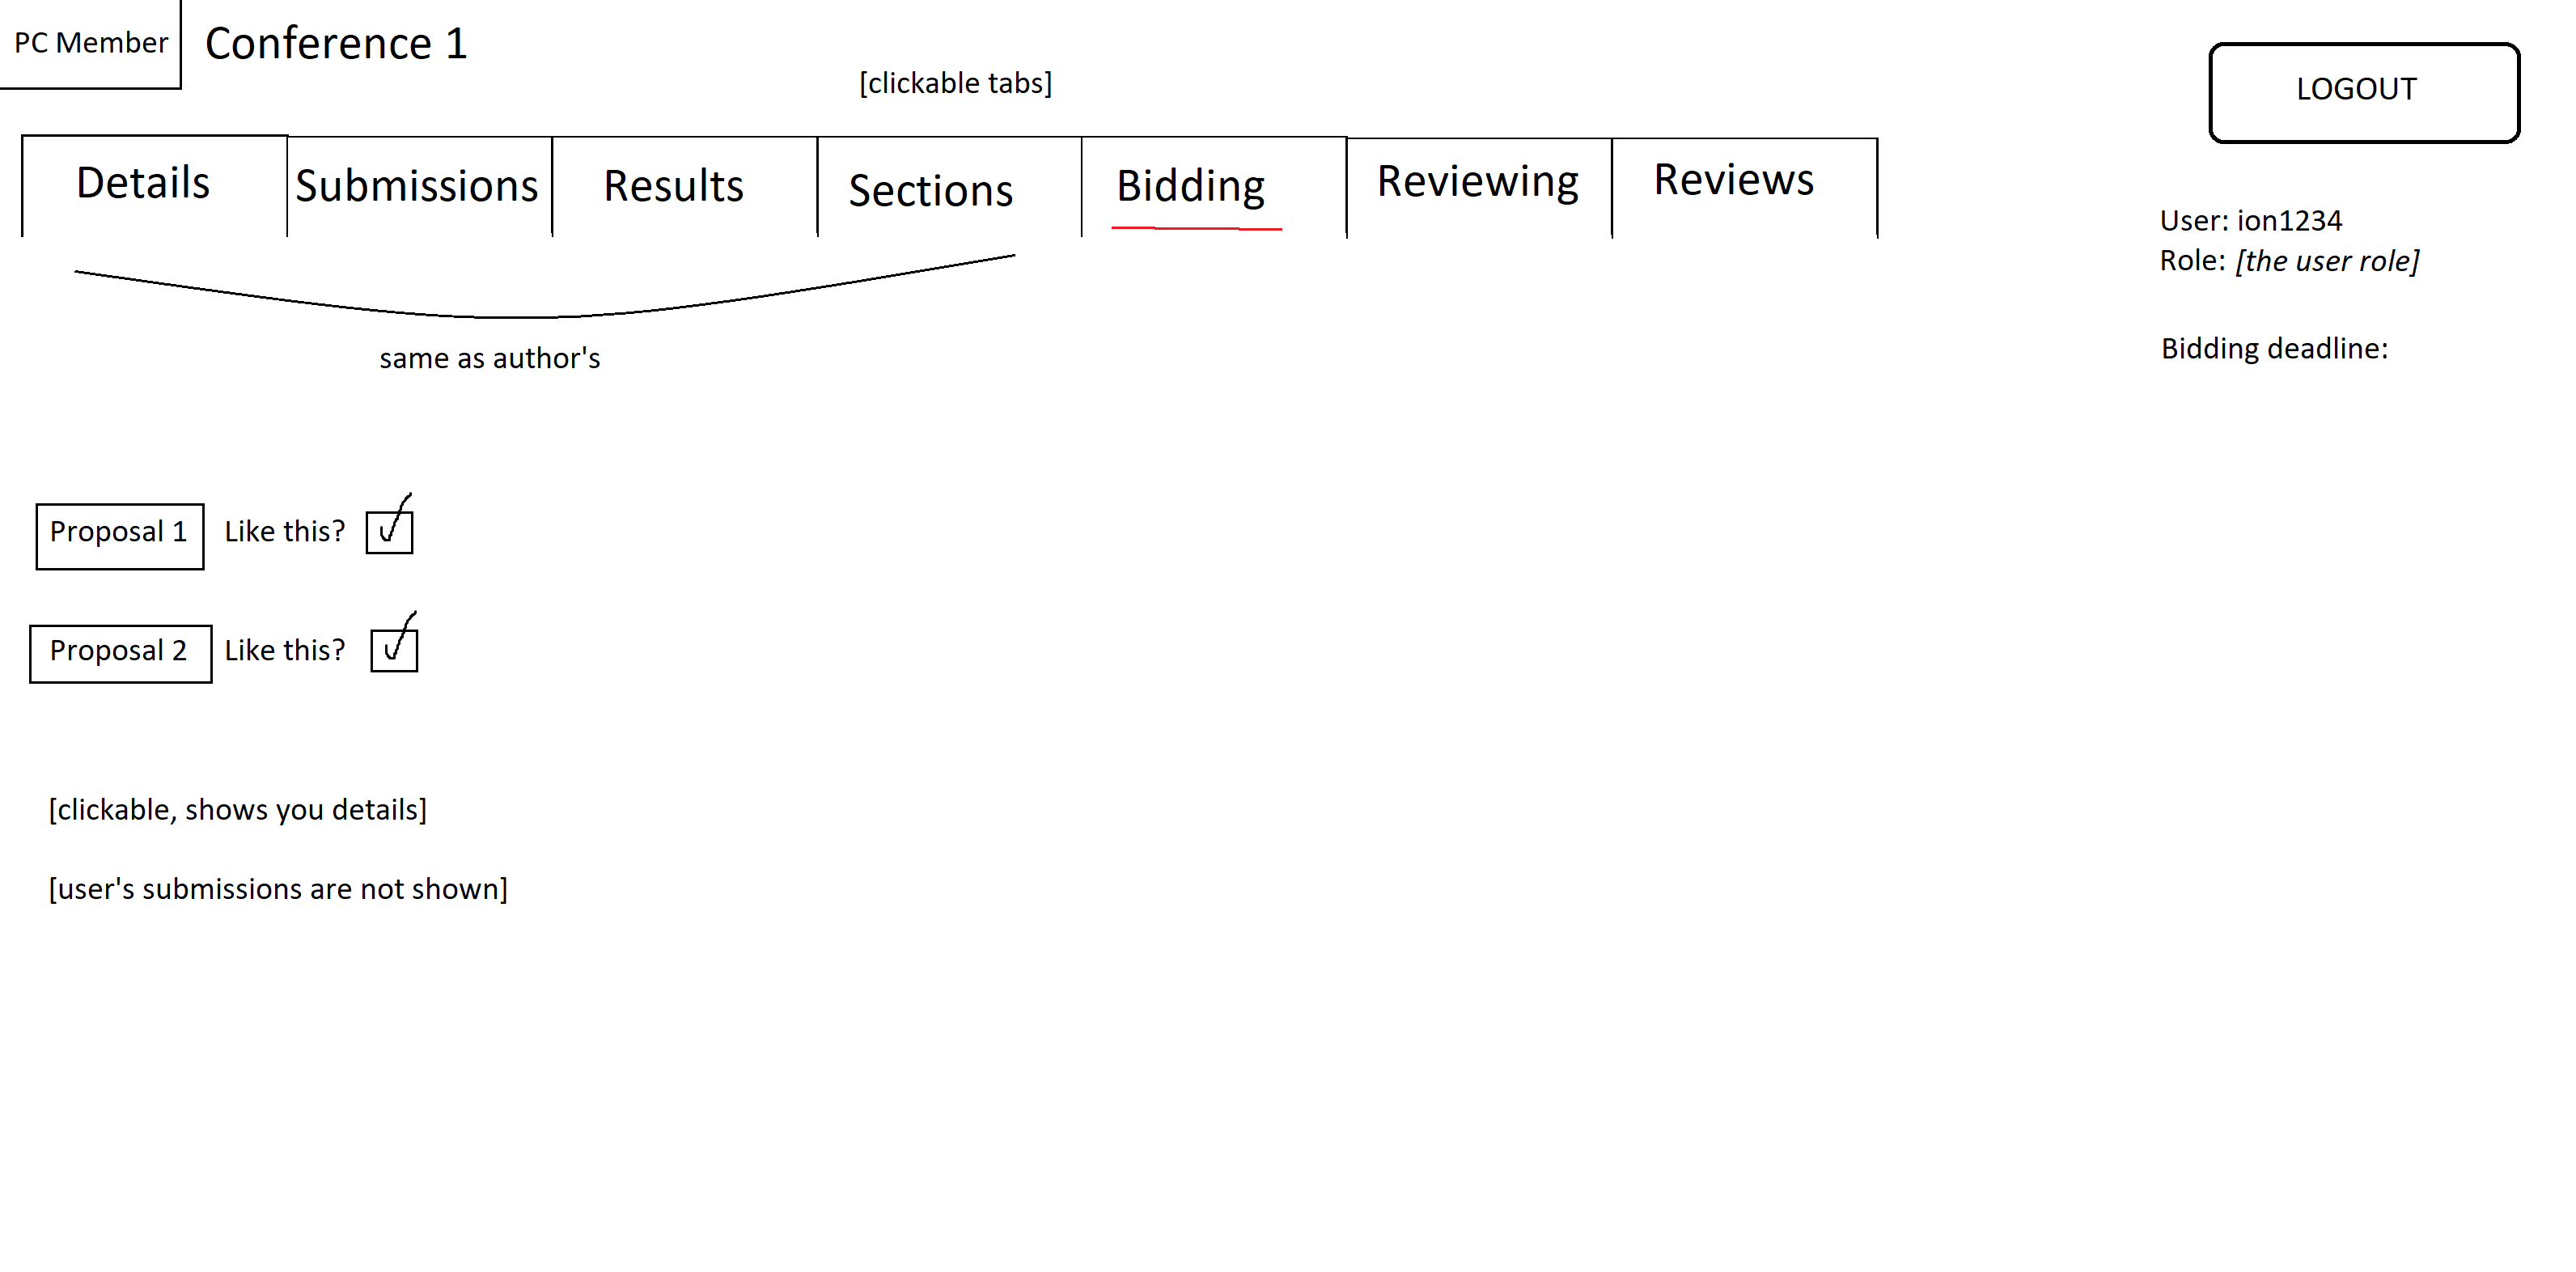 PC Member
Conference 1
[clickable tabs]
LOGOUT
Details
Submissions
Results
Sections
Bidding
Reviewing
Reviews
User: ion1234
Role: [the user role]
Bidding deadline:
same as author's
Proposal 1 Like this?
Proposal 2 Like this?
[clickable, shows you details]
[user's submissions are not shown]